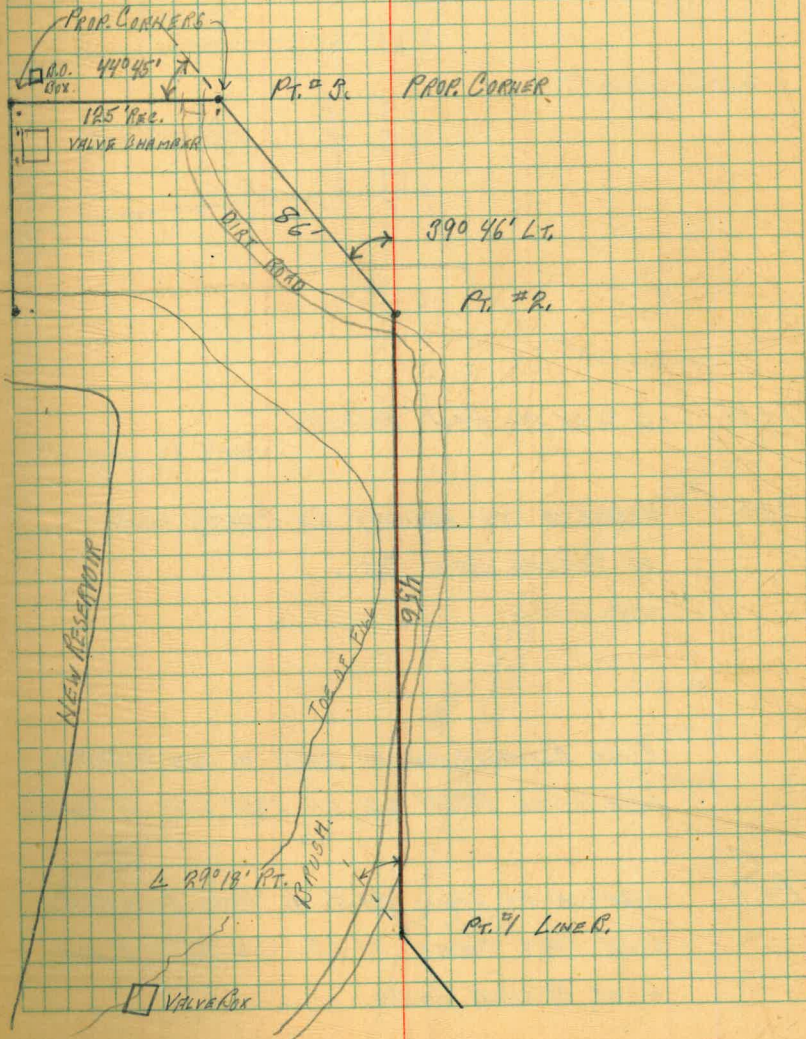 PROP. CORNERS
B.O.
BOX
44°45'
125' REC.
VALVE CHAMBER
PT. # 3.
PROP. CORNER
86'
39° 46' LT.
DIRT ROAD
PT. #2.
NEW RESERVOIR
TOE OF FILL
BRUSH.
∠ 29°18' RT.
PT. #1 LINE B.
VALVE BOX